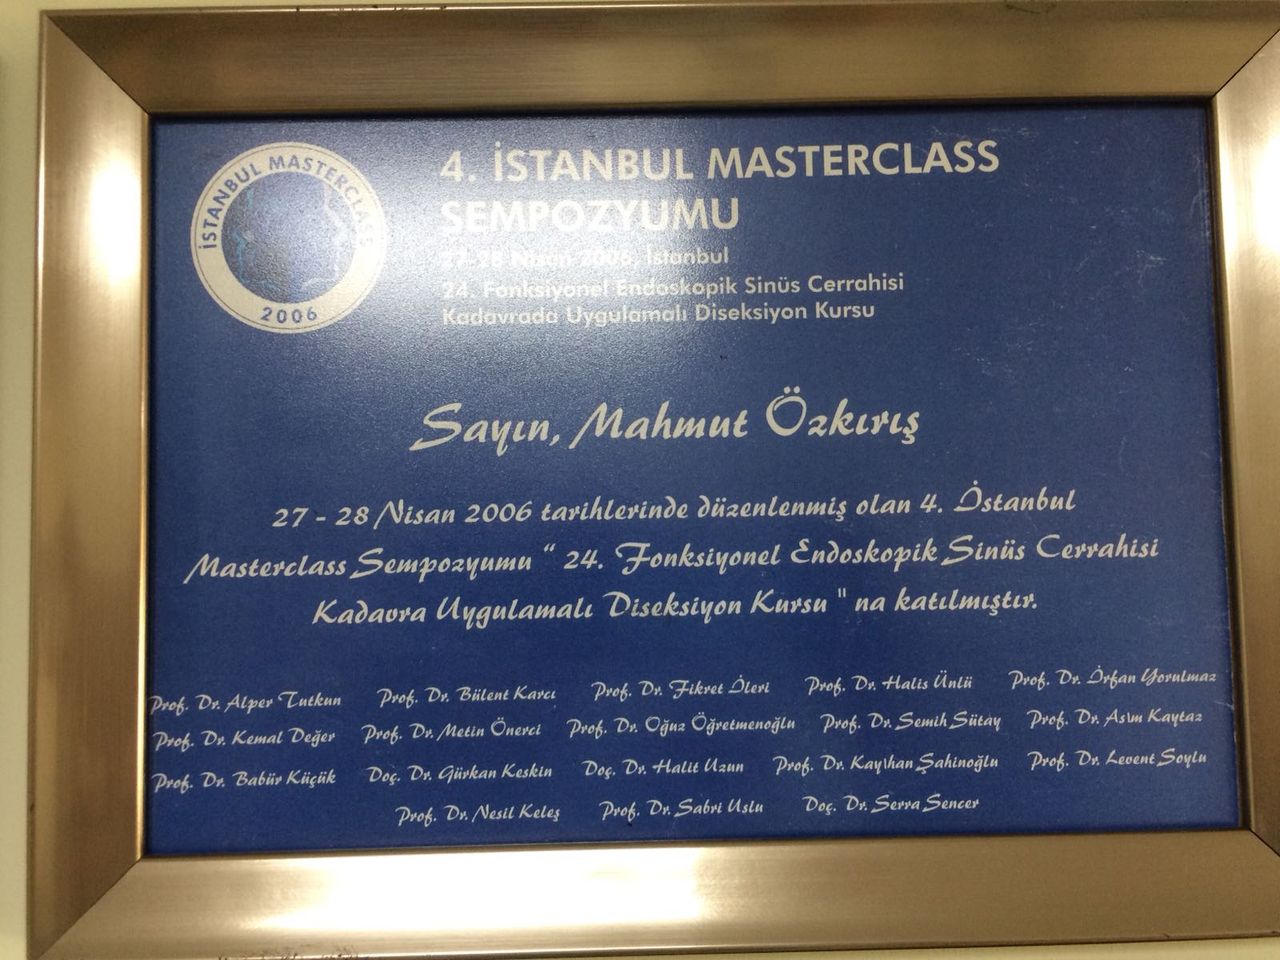 İSTANBUL MASTERCLASS
2006
4. İSTANBUL MASTERCLASS
SEMPOZYUMU
27-28 Nisan 2006, İstanbul
24. Fonksiyonel Endoskopik Sinüs Cerrahisi
Kadavrada Uygulamalı Diseksiyon Kursu
Sayın, Mahmut Özkırış
27 - 28 Nisan 2006 tarihlerinde düzenlenmiş olan 4. İstanbul
Masterclass Sempozyumu “ 24. Fonksiyonel Endoskopik Sinüs Cerrahisi
Kadavra Uygulamalı Diseksiyon Kursu " na katılmıştır.
Prof. Dr. Alper Tutkun Prof. Dr. Bülent Karcı Prof. Dr. Fikret İleri Prof. Dr. Halis Ünlü Prof. Dr. İrfan Yorulmaz
Prof. Dr. Kemal Değer Prof. Dr. Metin Önerci Prof. Dr. Oğuz Öğretmenoğlu Prof. Dr. Semih Sütay Prof. Dr. As\m Kaytaz
Prof. Dr. Babür Küçük Doç. Dr. Gürkan Keskin Doç. Dr. Halit Uzun Prof. Dr. Kay\han Şahinoğlu Prof. Dr. Levent Soylu
Prof. Dr. Nesil Keleş Prof. Dr. Sabri Uslu Doç. Dr. Serra Sencer